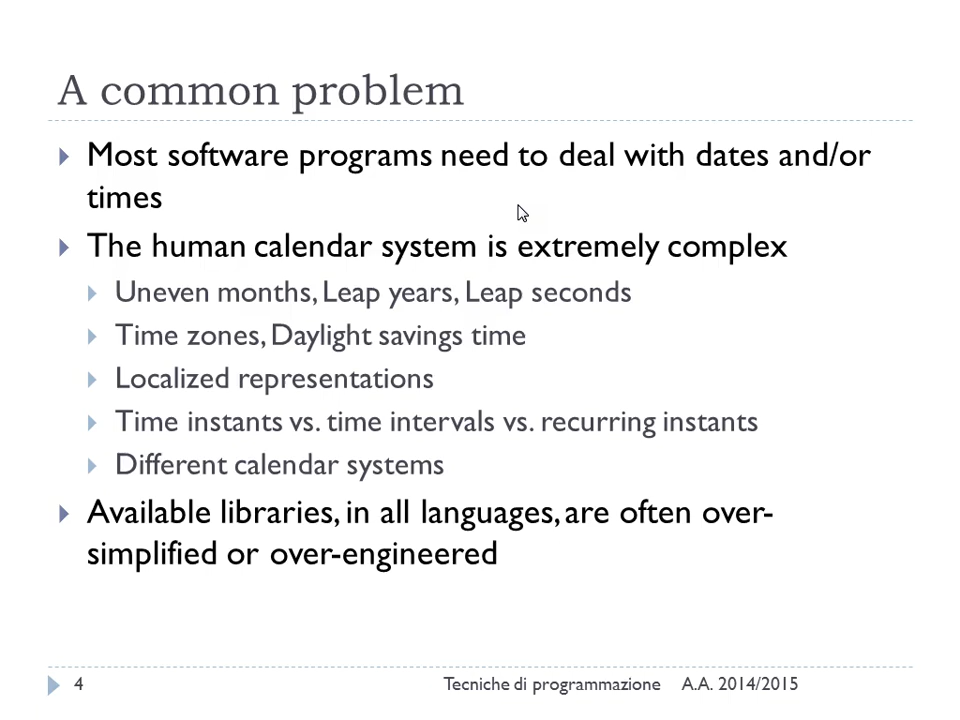 A common problem
Most software programs need to deal with dates and/or
times
The human calendar system is extremely complex
Uneven months, Leap years, Leap seconds
Time zones, Daylight savings time
Localized representations
Time instants vs. time intervals vs. recurring instants
Different calendar systems
Available libraries, in all languages, are often over-
simplified or over-engineered
4 Tecniche di programmazione A.A. 2014/2015